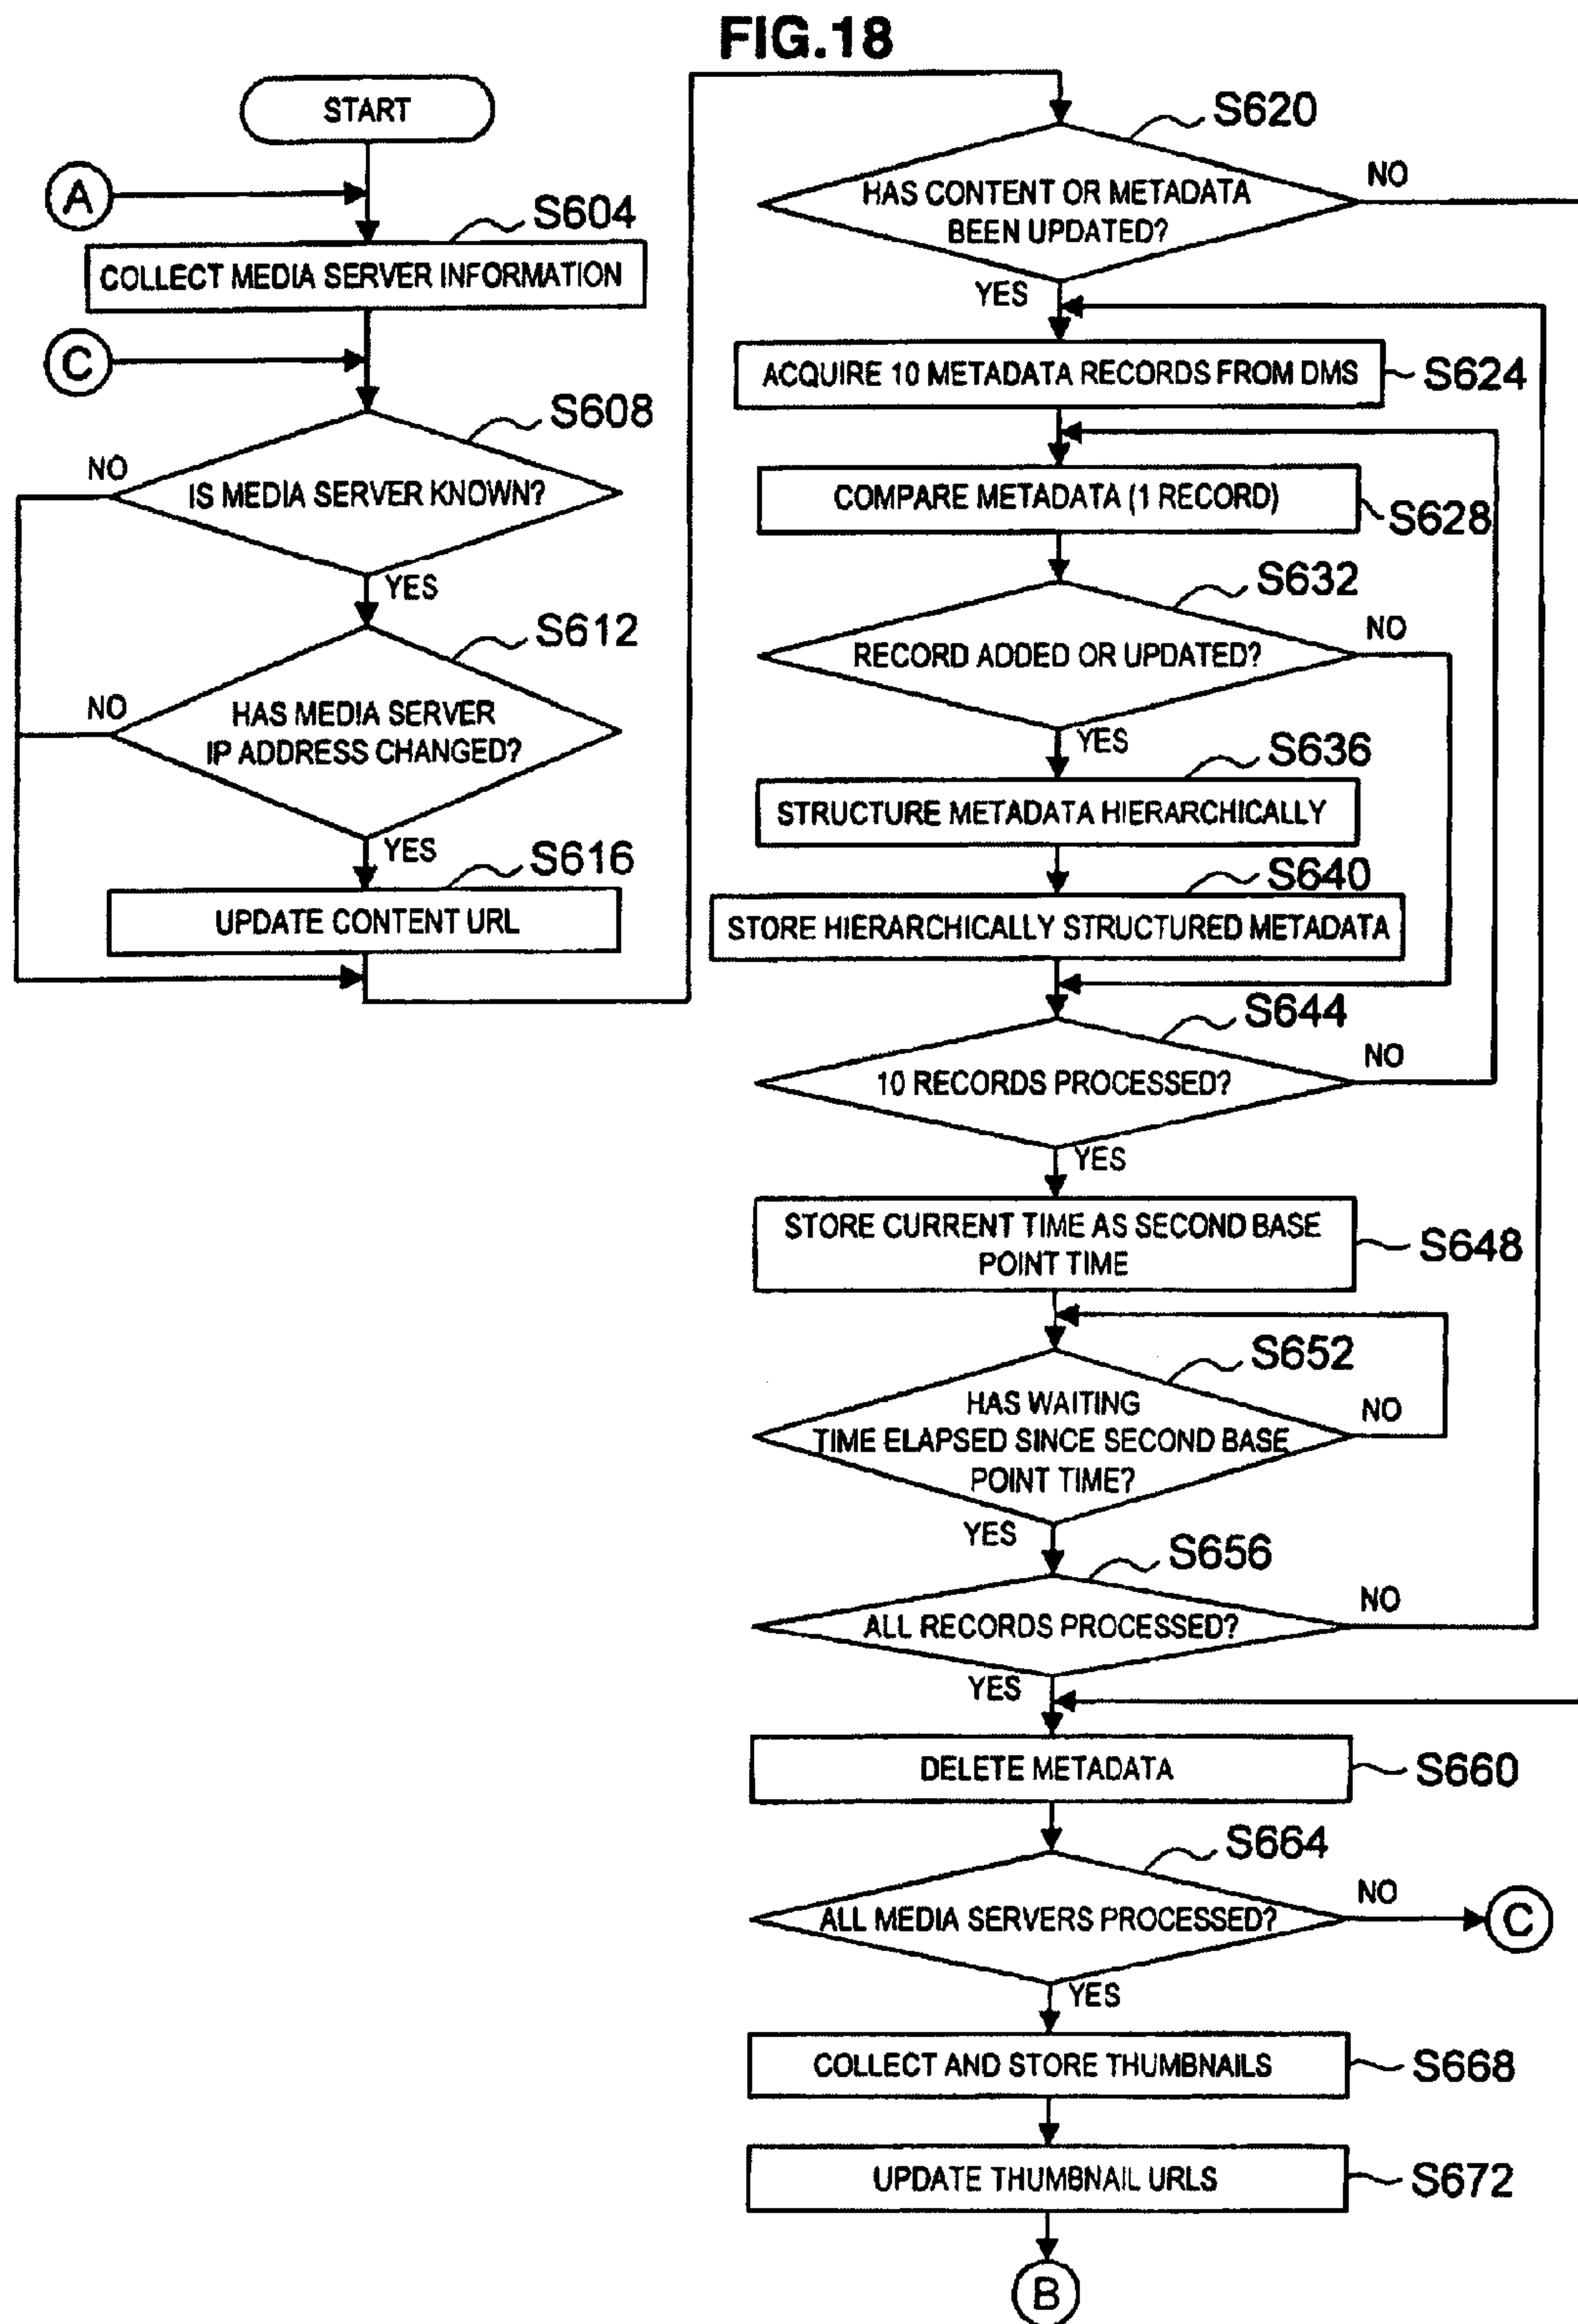 FIG.18
START
A
S604
COLLECT MEDIA SERVER INFORMATION
C
S608
NO
IS MEDIA SERVER KNOWN?
YES
S612
NO
HAS MEDIA SERVER
IP ADDRESS CHANGED?
YES
S616
UPDATE CONTENT URL
S620
NO
HAS CONTENT OR METADATA
BEEN UPDATED?
YES
ACQUIRE 10 METADATA RECORDS FROM DMS
S624
COMPARE METADATA (1 RECORD)
S628
S632
NO
RECORD ADDED OR UPDATED?
YES
S636
STRUCTURE METADATA HIERARCHICALLY
S640
STORE HIERARCHICALLY STRUCTURED METADATA
S644
NO
10 RECORDS PROCESSED?
YES
STORE CURRENT TIME AS SECOND BASE
POINT TIME
S648
S652
HAS WAITING
NO
TIME ELAPSED SINCE SECOND BASE
POINT TIME?
YES
S656
NO
ALL RECORDS PROCESSED?
YES
DELETE METADATA
S660
S664
NO
ALL MEDIA SERVERS PROCESSED?
C
YES
COLLECT AND STORE THUMBNAILS
S668
UPDATE THUMBNAIL URLS
S672
B